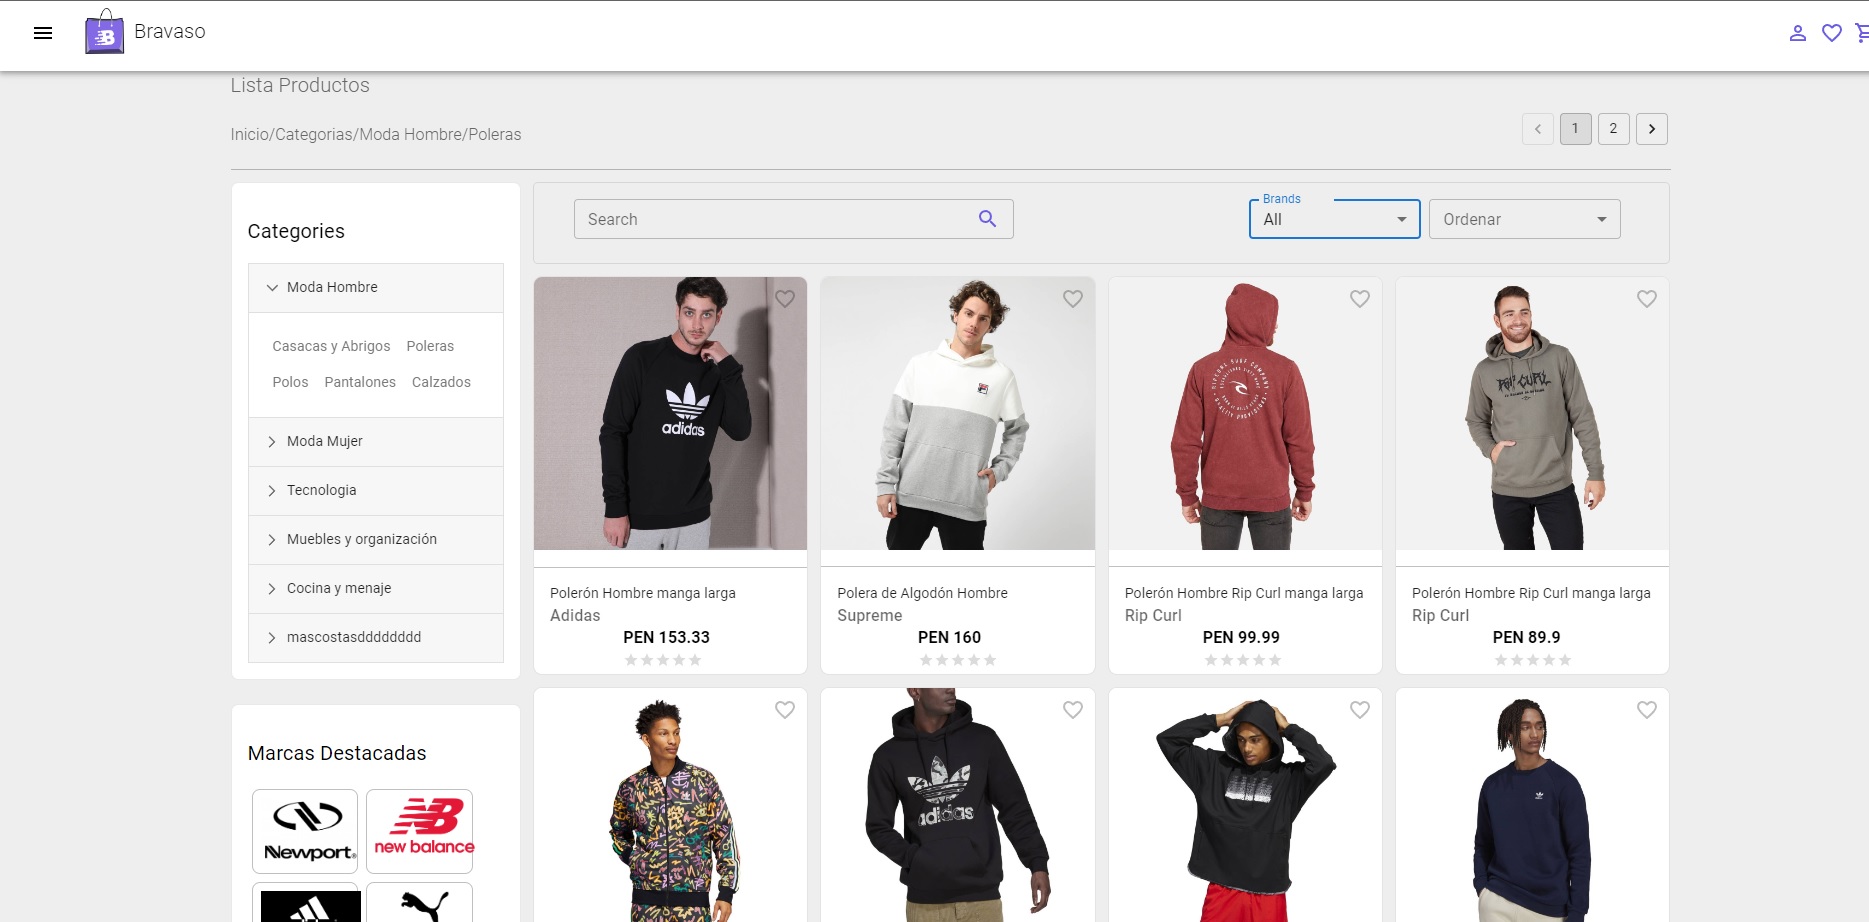 Bravaso
Lista Productos
Inicio/Categorias/Moda Hombre/Poleras
1 2
Categories
Moda Hombre
Casacas y Abrigos Poleras
Polos Pantalones Calzados
Moda Mujer
Tecnologia
Muebles y organización
Cocina y menaje
mascostasddddddddd
Marcas Destacadas
Newport
new balance
Search
Brands
All
Ordenar
adidas
RIP CURL
Polerón Hombre manga larga
Adidas
PEN 153.33
Polera de Algodón Hombre
Supreme
PEN 160
Polerón Hombre Rip Curl manga larga
Rip Curl
PEN 99.99
Polerón Hombre Rip Curl manga larga
Rip Curl
PEN 89.9
adidas